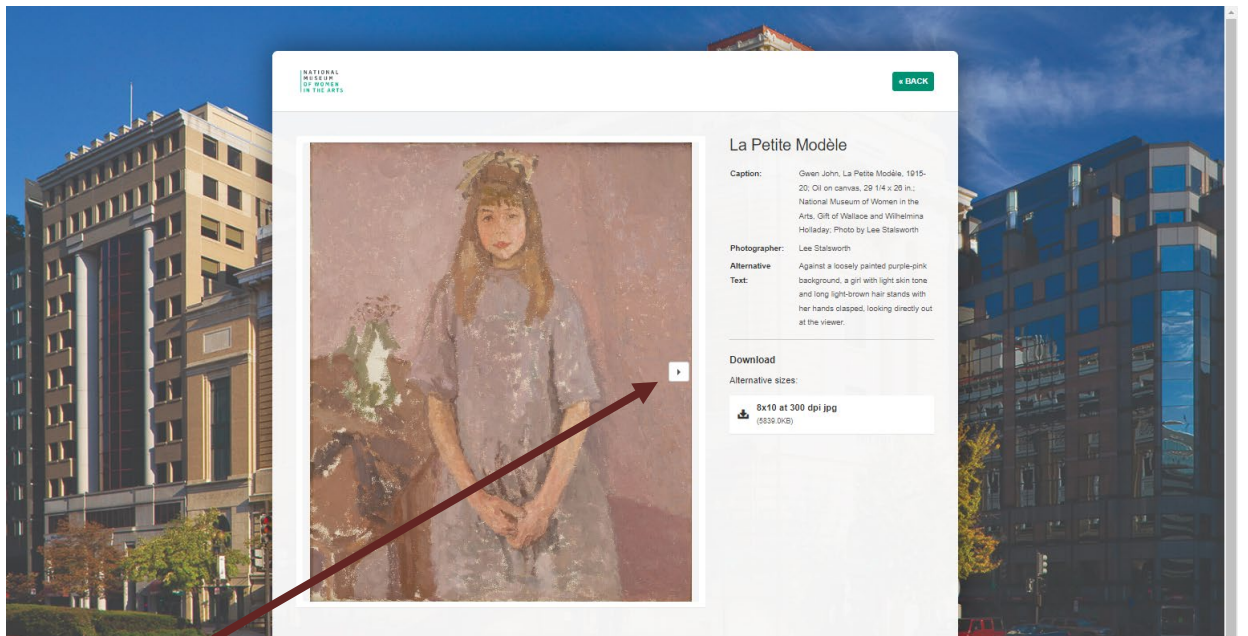 NATIONAL
MUSEUM
OF WOMEN
IN THE ARTS
« BACK
La Petite Modèle
Caption: Gwen John, La Petite Modèle, 1915-
20; Oil on canvas, 29 1/4 x 26 in.;
National Museum of Women in the
Arts, Gift of Wallace and Wilhelmina
Holladay; Photo by Lee Stalsworth
Photographer: Lee Stalsworth
Alternative Against a loosely painted purple-pink
Text: background, a girl with light skin tone
and long light-brown hair stands with
her hands clasped, looking directly out
at the viewer.
Download
Alternative sizes:
8x10 at 300 dpi jpg
(5839.0KB)